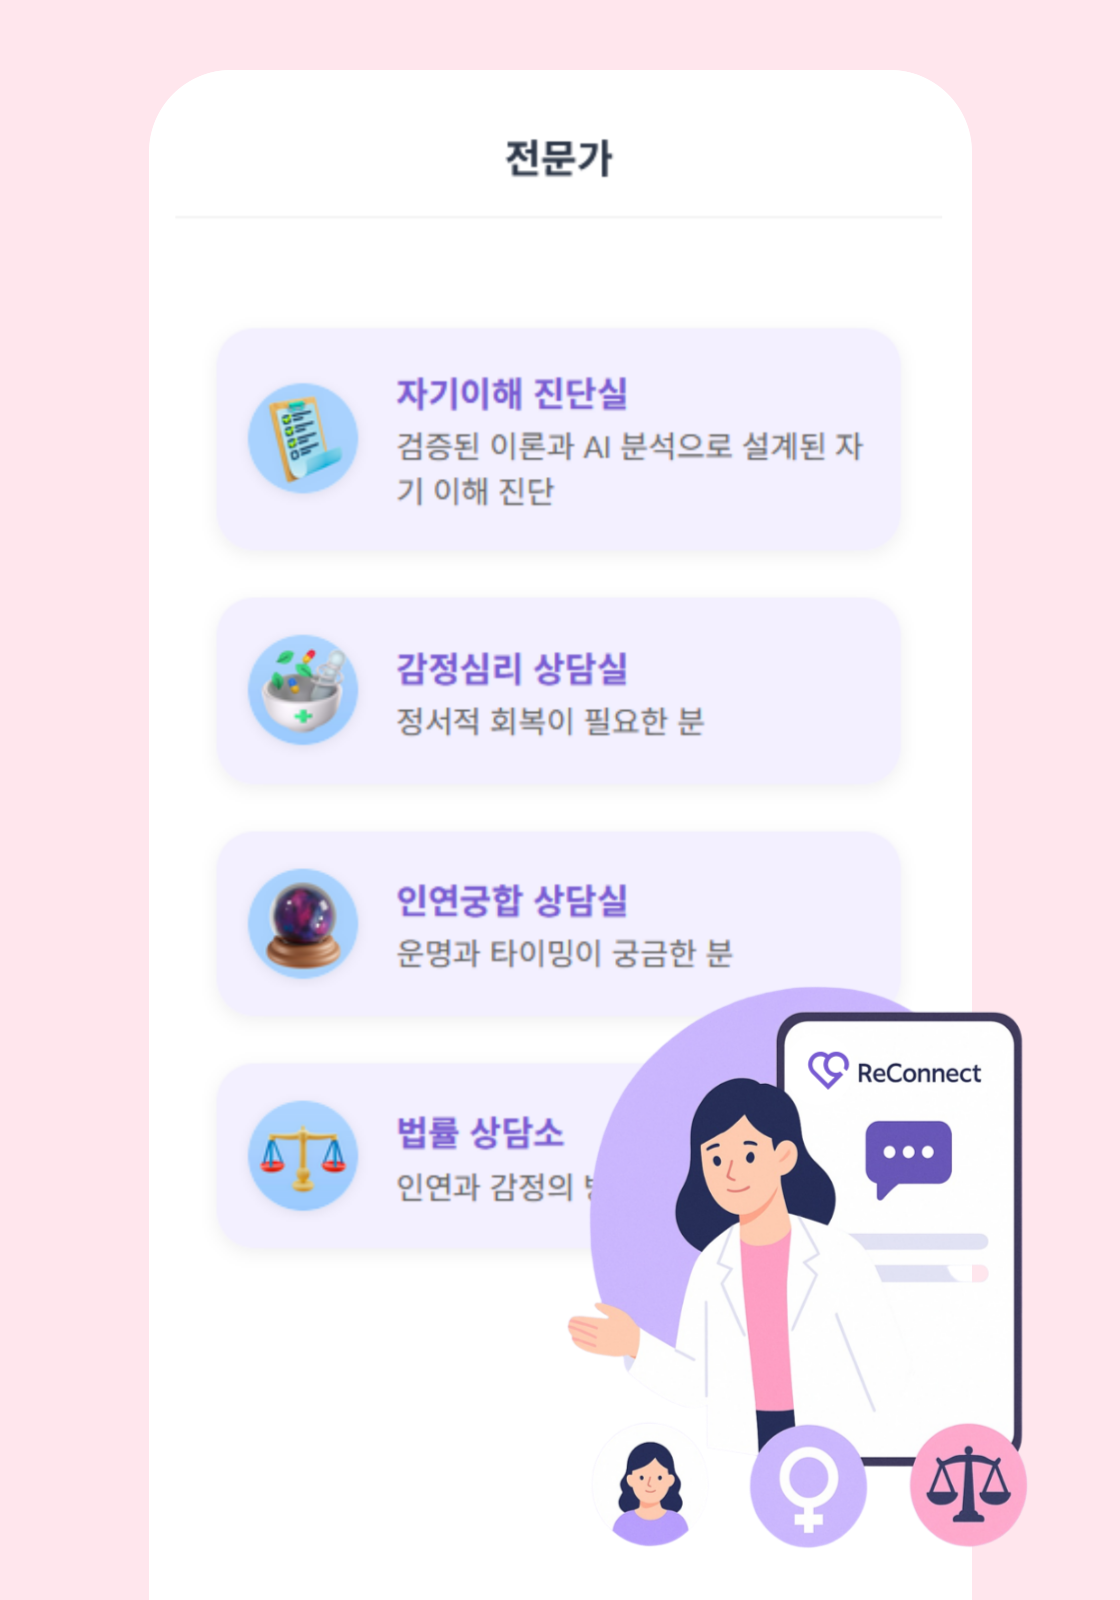 전문가
자기이해 진단실
검증된 이론과 AI 분석으로 설계된 자
기 이해 진단
감정심리 상담실
정서적 회복이 필요한 분
인연궁합 상담실
운명과 타이밍이 궁금한 분
법률 상담소
인연과 감정의
ReConnect